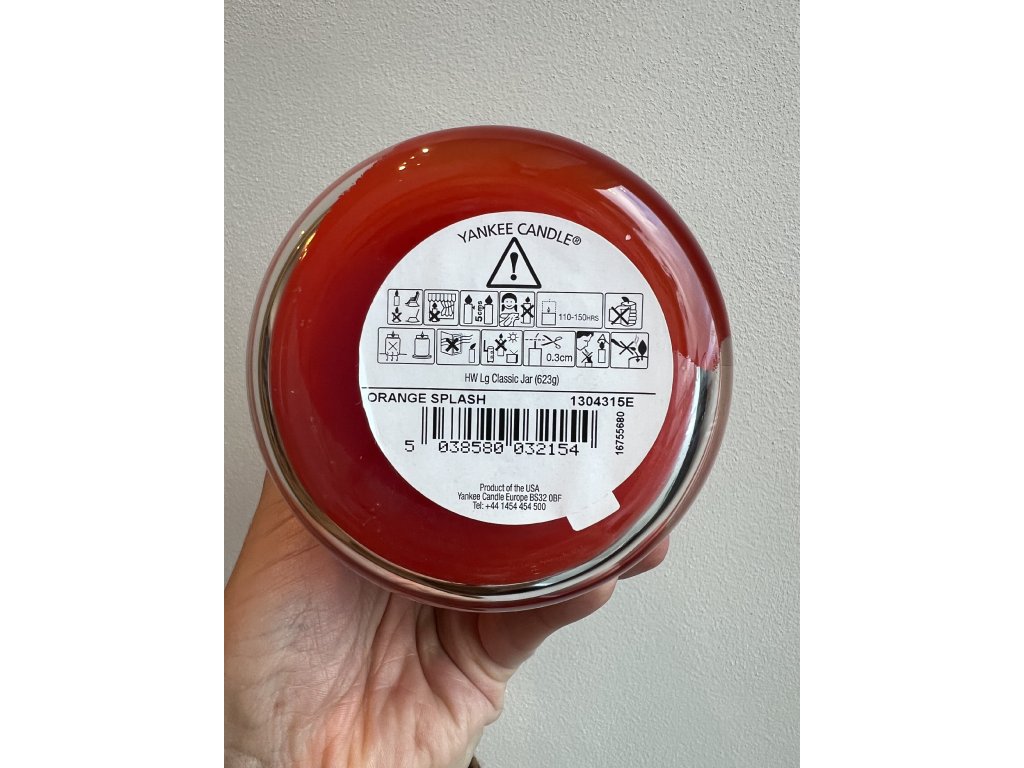 YANKEE CANDLE®
!
5cms
110-150HRS
0.3cm
HW Lg Classic Jar (623g)
ORANGE SPLASH 1304315E
5 038580 032154
16755680
Product of the USA
Yankee Candle Europe BS32 0BF
Tel: +44 1454 454 500